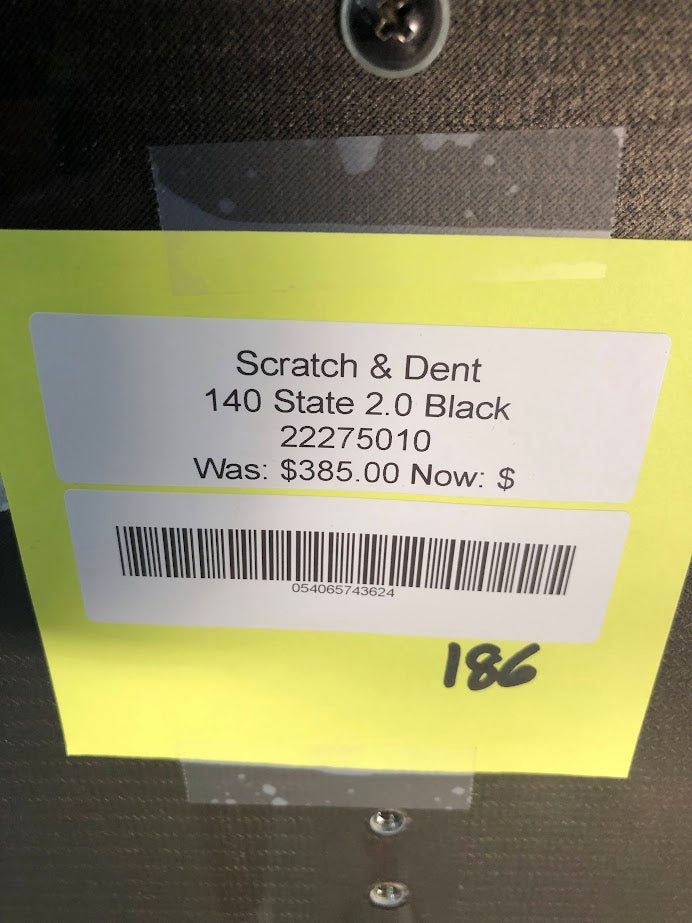 Scratch & Dent
140 State 2.0 Black
22275010
Was: $385.00 Now: $
054065743624
186